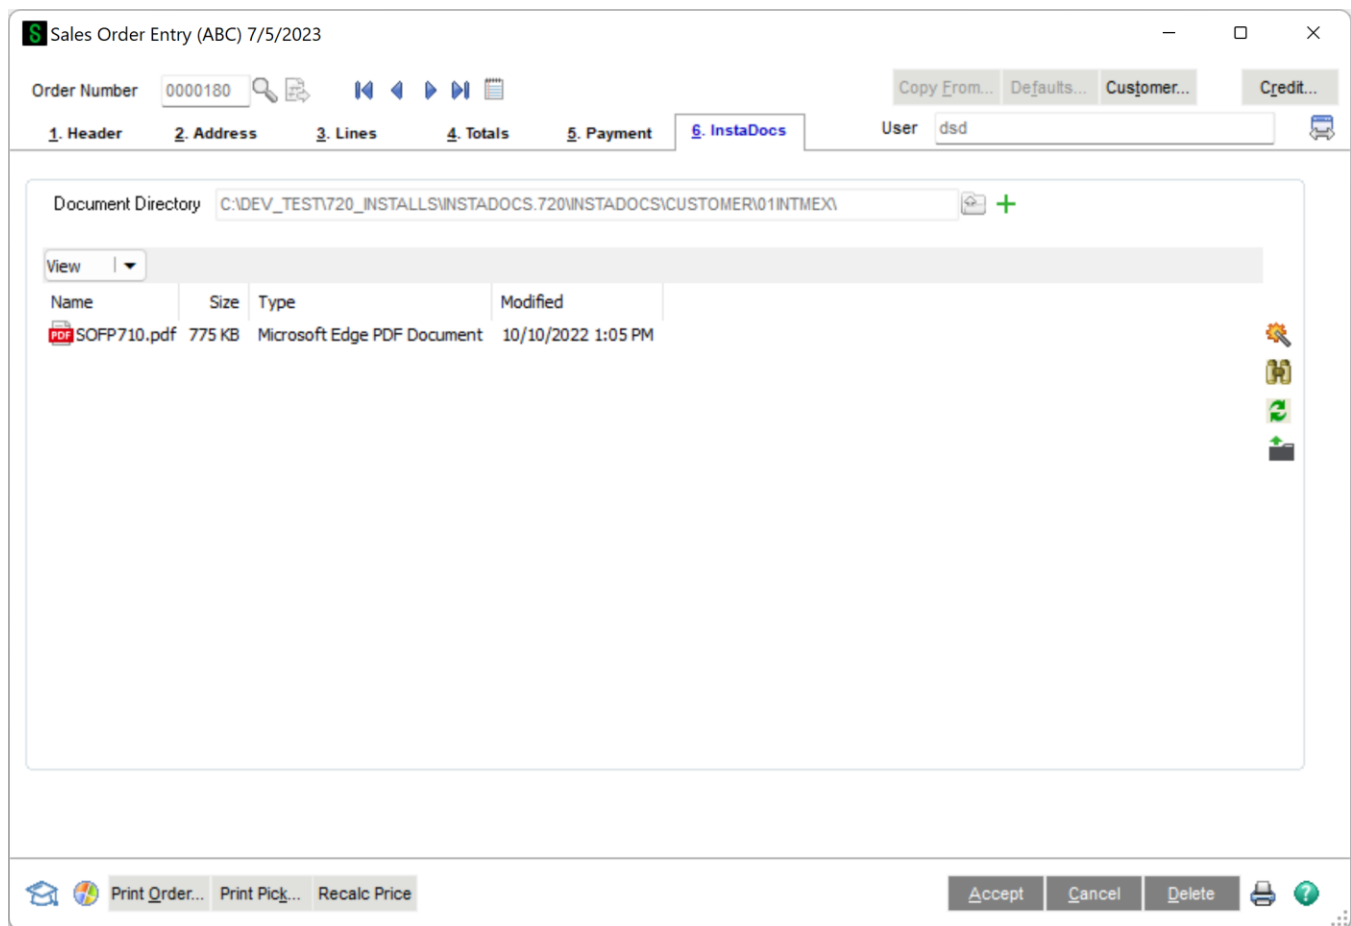 Sales Order Entry (ABC) 7/5/2023
Order Number 0000180 Copy From... Defaults... Customer... Credit...
1. Header 2. Address 3. Lines 4. Totals 5. Payment 6. InstaDocs User dsd
Document Directory C:\DEV_TEST\720_INSTALLS\INSTADOCS.720\INSTADOCS\CUSTOMER\01INTMEX\
View
Name Size Type Modified
PDF SOFP710.pdf 775 KB Microsoft Edge PDF Document 10/10/2022 1:05 PM
Print Order... Print Pick... Recalc Price Accept Cancel Delete